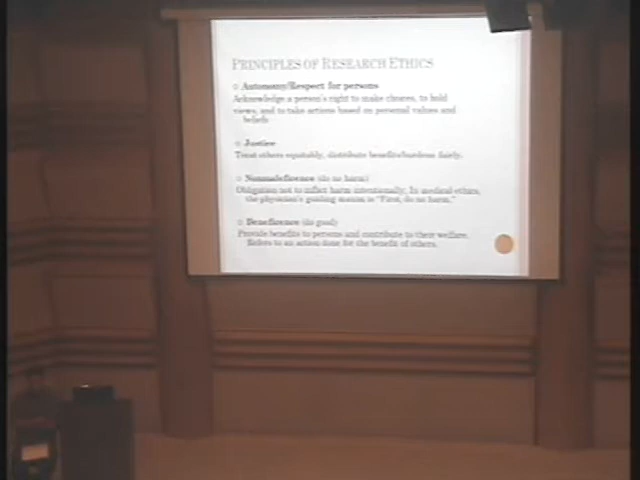 PRINCIPLES OF RESEARCH ETHICS
Autonomy/Respect for persons
Acknowledge a person's right to make choices, to hold
views, and to take actions based on personal values and
beliefs
Justice
Treat others equitably, distribute benefits/burdens fairly.
Nonmaleficence (do no harm)
Obligation not to inflict harm intentionally; In medical ethics,
the physician's guiding maxim is "First, do no harm."
Beneficence (do good)
Provide benefits to persons and contribute to their welfare.
Refers to an action done for the benefit of others.